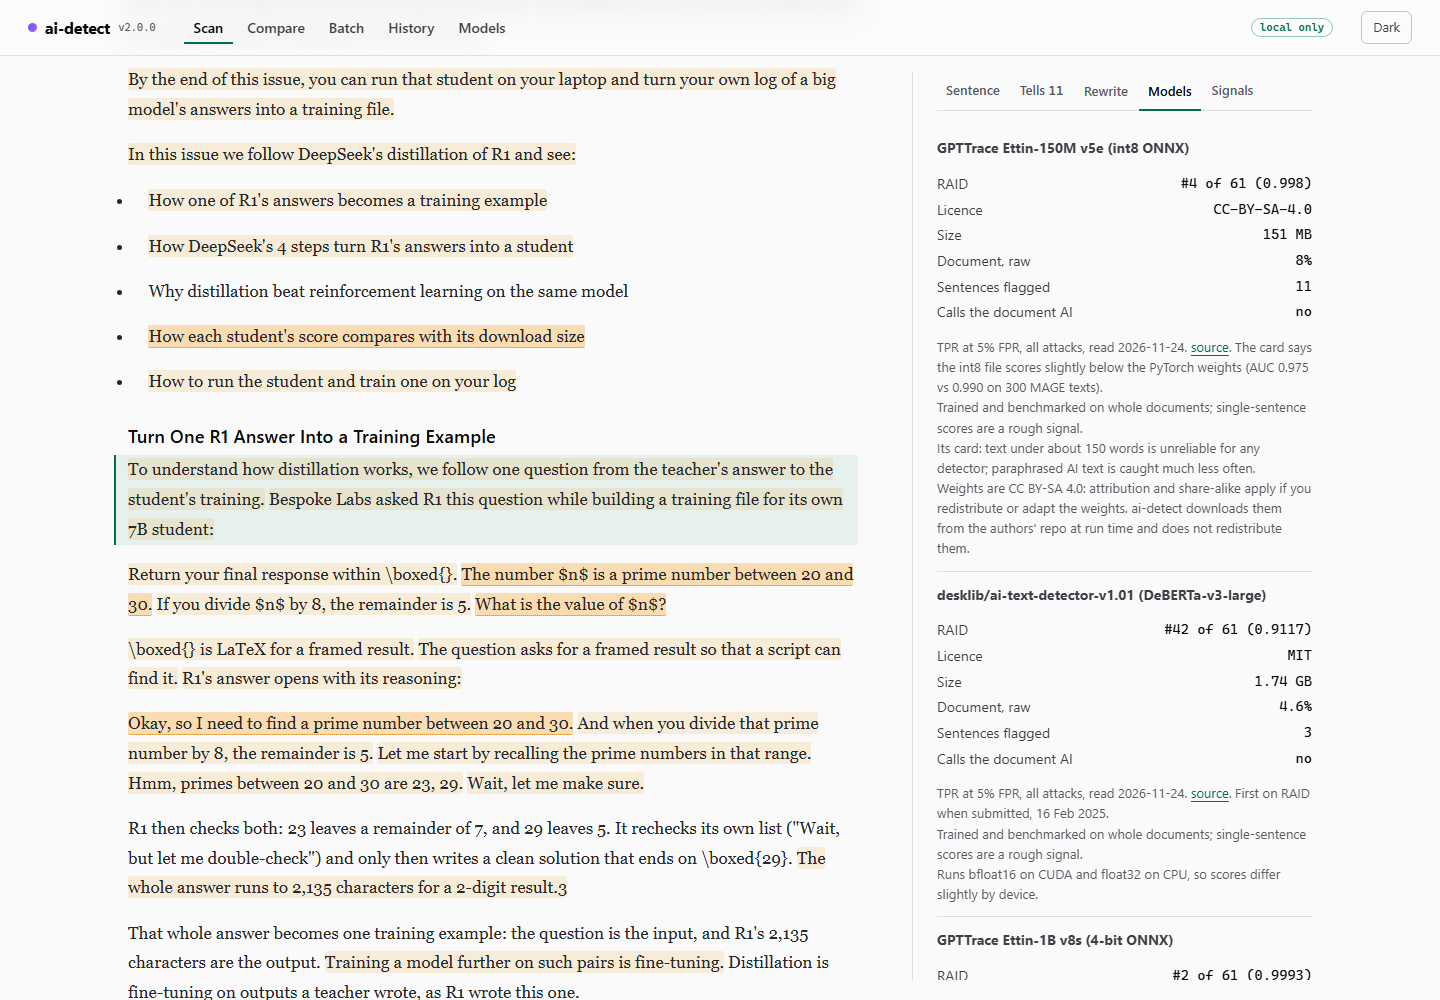 ai-detect v2.0.0 Scan Compare Batch History Models local only Dark
By the end of this issue, you can run that student on your laptop and turn your own log of a big
model's answers into a training file.
In this issue we follow DeepSeek's distillation of R1 and see:
• How one of R1's answers becomes a training example
• How DeepSeek's 4 steps turn R1's answers into a student
• Why distillation beat reinforcement learning on the same model
• How each student's score compares with its download size
• How to run the student and train one on your log
Turn One R1 Answer Into a Training Example
To understand how distillation works, we follow one question from the teacher's answer to the
student's training. Bespoke Labs asked R1 this question while building a training file for its own
7B student:
Return your final response within \boxed{}. The number $n$ is a prime number between 20 and
30. If you divide $n$ by 8, the remainder is 5. What is the value of $n$?
\boxed{} is LaTeX for a framed result. The question asks for a framed result so that a script can
find it. R1's answer opens with its reasoning:
Okay, so I need to find a prime number between 20 and 30. And when you divide that prime
number by 8, the remainder is 5. Let me start by recalling the prime numbers in that range.
Hmm, primes between 20 and 30 are 23, 29. Wait, let me make sure.
R1 then checks both: 23 leaves a remainder of 7, and 29 leaves 5. It rechecks its own list ("Wait,
but let me double-check") and only then writes a clean solution that ends on \boxed{29}. The
whole answer runs to 2,135 characters for a 2-digit result.3
That whole answer becomes one training example: the question is the input, and R1's 2,135
characters are the output. Training a model further on such pairs is fine-tuning. Distillation is
fine-tuning on outputs a teacher wrote, as R1 wrote this one.
Sentence Tells 11 Rewrite Models Signals
GPTTrace Ettin-150M v5e (int8 ONNX)
RAID #4 of 61 (0.998)
Licence CC-BY-SA-4.0
Size 151 MB
Document, raw 8%
Sentences flagged 11
Calls the document AI no
TPR at 5% FPR, all attacks, read 2026-11-24. source. The card says
the int8 file scores slightly below the PyTorch weights (AUC 0.975
vs 0.990 on 300 MAGE texts).
Trained and benchmarked on whole documents; single-sentence
scores are a rough signal.
Its card: text under about 150 words is unreliable for any
detector; paraphrased AI text is caught much less often.
Weights are CC BY-SA 4.0: attribution and share-alike apply if you
redistribute or adapt the weights. ai-detect downloads them
from the authors' repo at run time and does not redistribute
them.
desklib/ai-text-detector-v1.01 (DeBERTa-v3-large)
RAID #42 of 61 (0.9117)
Licence MIT
Size 1.74 GB
Document, raw 4.6%
Sentences flagged 3
Calls the document AI no
TPR at 5% FPR, all attacks, read 2026-11-24. source. First on RAID
when submitted, 16 Feb 2025.
Trained and benchmarked on whole documents; single-sentence
scores are a rough signal.
Runs bfloat16 on CUDA and float32 on CPU, so scores differ
slightly by device.
GPTTrace Ettin-1B v8s (4-bit ONNX)
RAID #2 of 61 (0.9993)